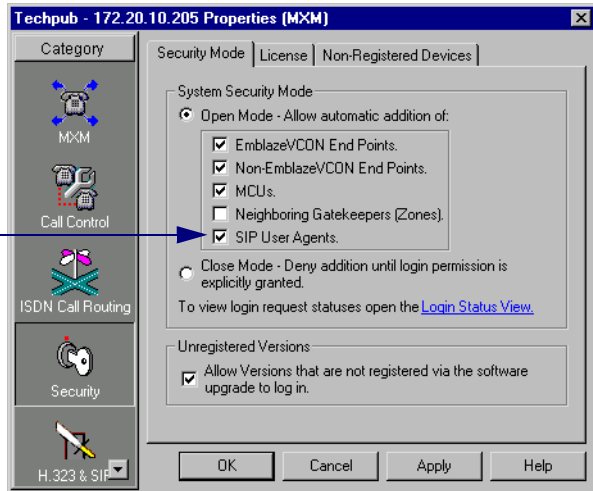 Techpub - 172.20.10.205 Properties (MXM)
Category
MXM
Call Control
ISDN Call Routing
Security
H.323 & SIP
Security Mode
License
Non-Registered Devices
System Security Mode
Open Mode - Allow automatic addition of:
EmblazeVCON End Points.
Non-EmblazeVCON End Points.
MCUs.
Neighboring Gatekeepers (Zones).
SIP User Agents.
Close Mode - Deny addition until login permission is
explicitly granted.
To view login request statuses open the Login Status View.
Unregistered Versions
Allow Versions that are not registered via the software
upgrade to log in.
OK
Cancel
Apply
Help